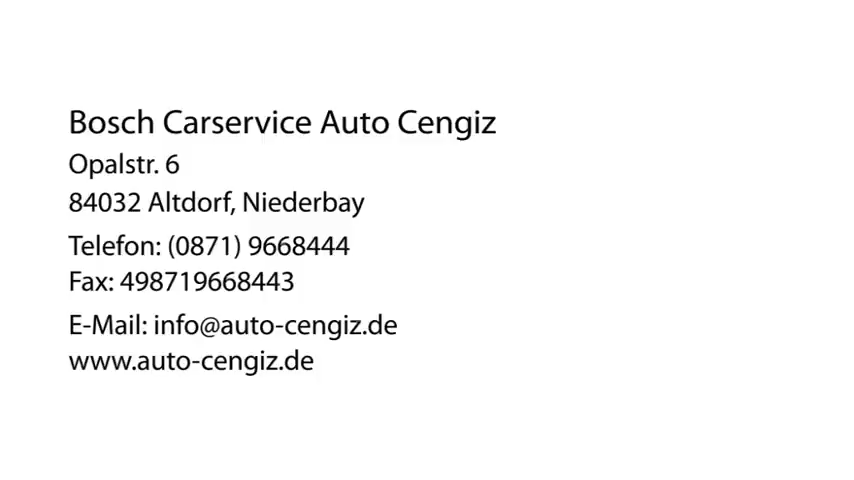 Bosch Carservice Auto Cengiz
Opalstr. 6
84032 Altdorf, Niederbay
Telefon: (0871) 9668444
Fax: 498719668443
E-Mail: info@auto-cengiz.de
www.auto-cengiz.de